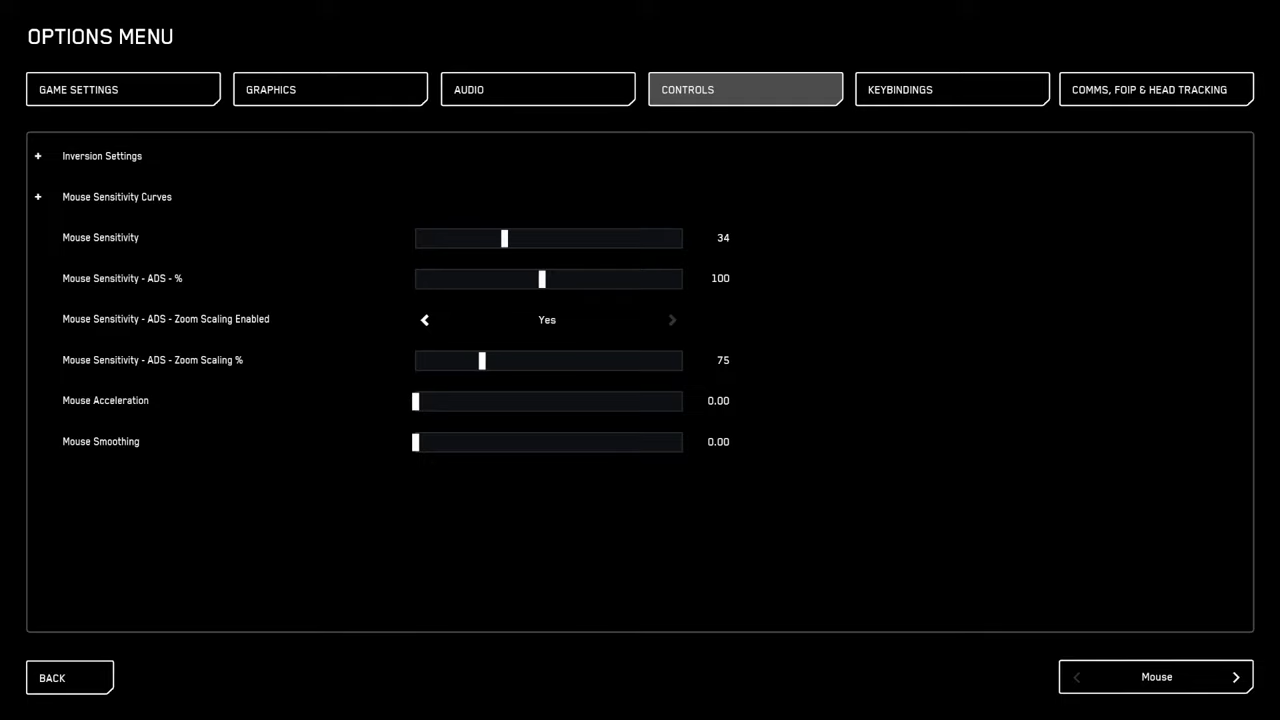 OPTIONS MENU
GAME SETTINGS
GRAPHICS
AUDIO
CONTROLS
KEYBINDINGS
COMMS, FOIP & HEAD TRACKING
+ Inversion Settings
+ Mouse Sensitivity Curves
Mouse Sensitivity 34
Mouse Sensitivity - ADS - % 100
Mouse Sensitivity - ADS - Zoom Scaling Enabled Yes
Mouse Sensitivity - ADS - Zoom Scaling % 75
Mouse Acceleration 0.00
Mouse Smoothing 0.00
BACK
Mouse